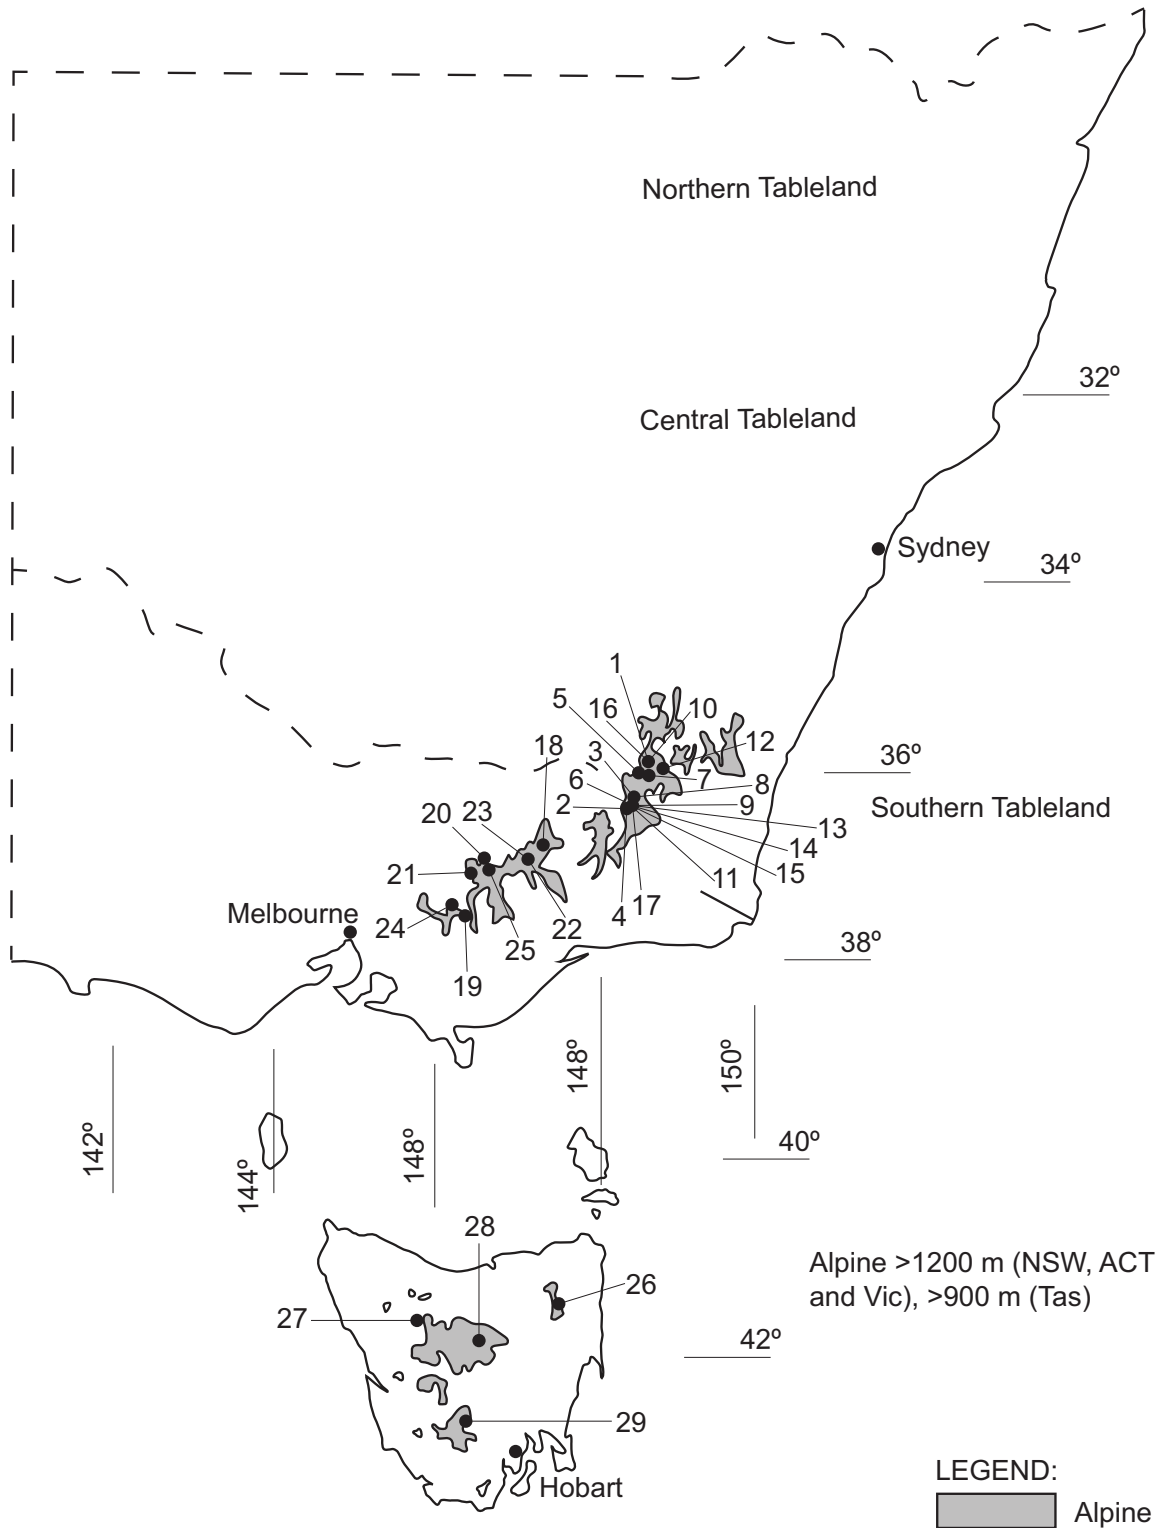 Northern Tableland
32º
Central Tableland
Sydney
34º
1
5
16
10
18
3
12
36º
6
7
8
2
9
Southern Tableland
20
23
13
14
21
11
15
17
Melbourne
4
24
22
25
38º
19
148º
150º
142º
144º
148º
40º
28
Alpine >1200 m (NSW, ACT
and Vic), >900 m (Tas)
26
27
42º
29
LEGEND:
Hobart
Alpine